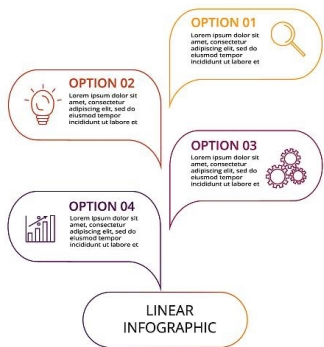 OPTION 01
Lorem ipsum dolor sit
amet, consectetur
adipiscing elit, sed do
eiusmod tempor
incididunt ut labore et
OPTION 02
Lorem ipsum dolor sit
amet, consectetur
adipiscing elit, sed do
eiusmod tempor
incididunt ut labore et
OPTION 03
Lorem ipsum dolor sit
amet, consectetur
adipiscing elit, sed do
eiusmod tempor
incididunt ut labore et
OPTION 04
Lorem ipsum dolor sit
amet, consectetur
adipiscing elit, sed do
eiusmod tempor
incididunt ut labore et
LINEAR
INFOGRAPHIC